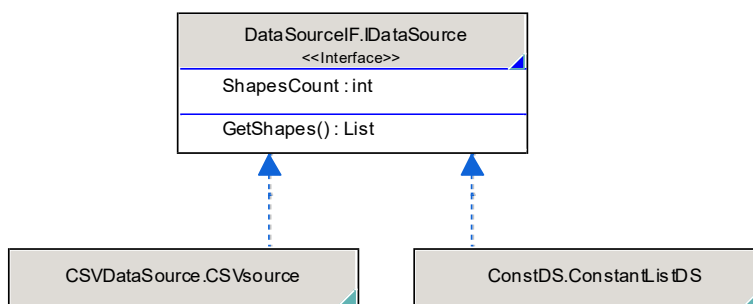 DataSourceIF.IDataSource
<<Interface>>
ShapesCount : int
GetShapes() : List
CSVDataSource.CSVsource
ConstDS.ConstantListDS